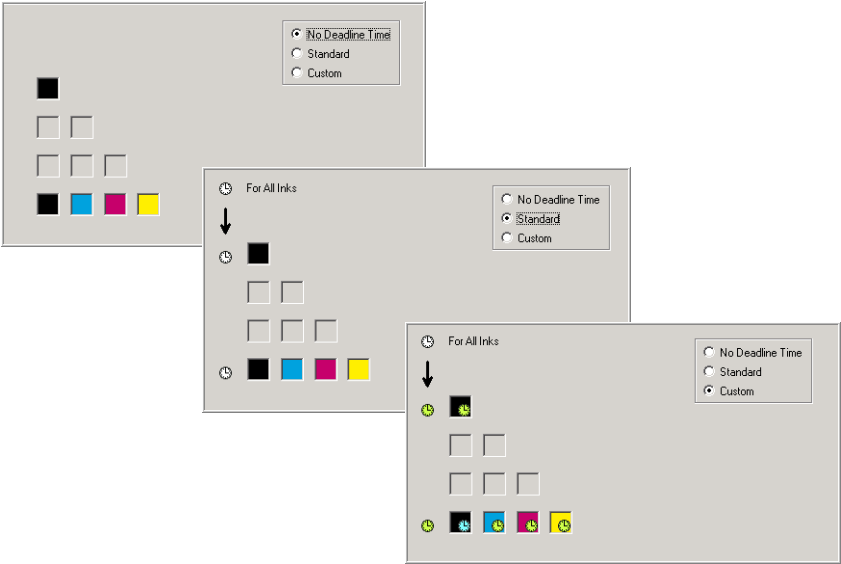 No Deadline Time
Standard
Custom
For All Inks
No Deadline Time
Standard
Custom
For All Inks
No Deadline Time
Standard
Custom